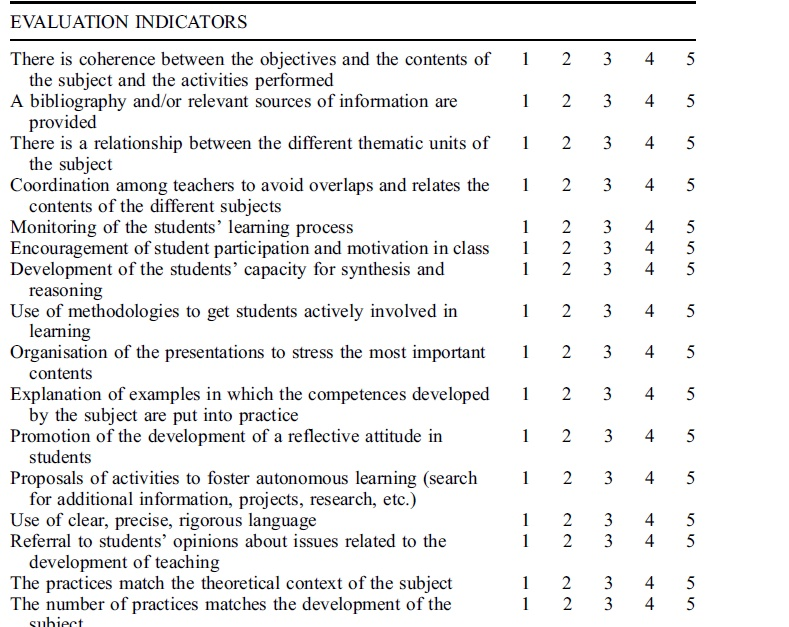 EVALUATION INDICATORS
There is coherence between the objectives and the contents of 1 2 3 4 5
the subject and the activities performed
A bibliography and/or relevant sources of information are 1 2 3 4 5
provided
There is a relationship between the different thematic units of 1 2 3 4 5
the subject
Coordination among teachers to avoid overlaps and relates the 1 2 3 4 5
contents of the different subjects
Monitoring of the students’ learning process 1 2 3 4 5
Encouragement of student participation and motivation in class 1 2 3 4 5
Development of the students’ capacity for synthesis and 1 2 3 4 5
reasoning
Use of methodologies to get students actively involved in 1 2 3 4 5
learning
Organisation of the presentations to stress the most important 1 2 3 4 5
contents
Explanation of examples in which the competences developed 1 2 3 4 5
by the subject are put into practice
Promotion of the development of a reflective attitude in 1 2 3 4 5
students
Proposals of activities to foster autonomous learning (search 1 2 3 4 5
for additional information, projects, research, etc.)
Use of clear, precise, rigorous language 1 2 3 4 5
Referral to students’ opinions about issues related to the 1 2 3 4 5
development of teaching
The practices match the theoretical context of the subject 1 2 3 4 5
The number of practices matches the development of the 1 2 3 4 5
subject